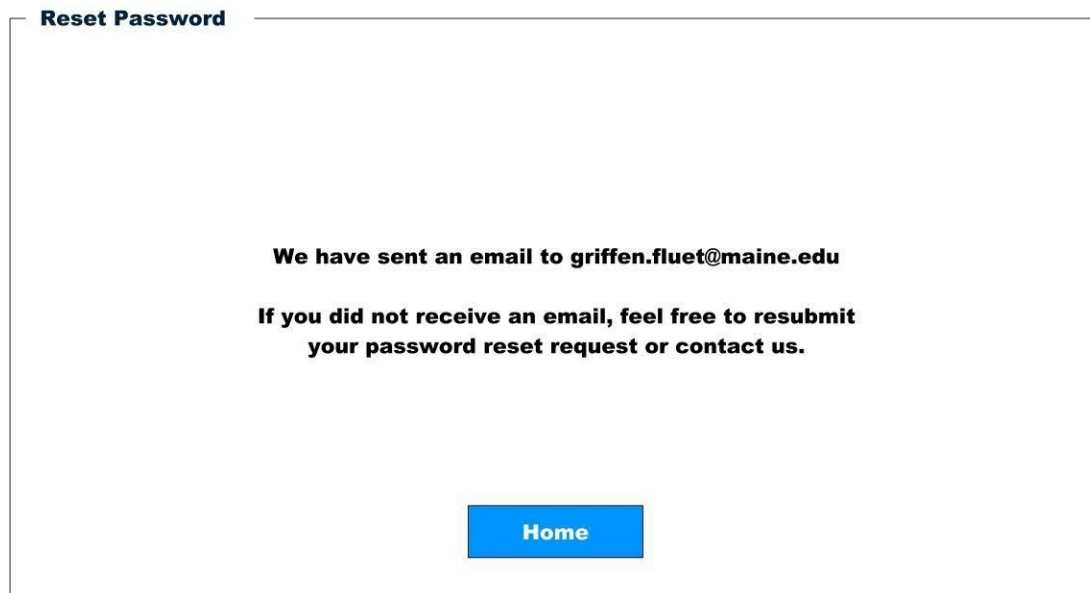 Reset Password
We have sent an email to griffen.fluet@maine.edu
If you did not receive an email, feel free to resubmit
your password reset request or contact us.
Home